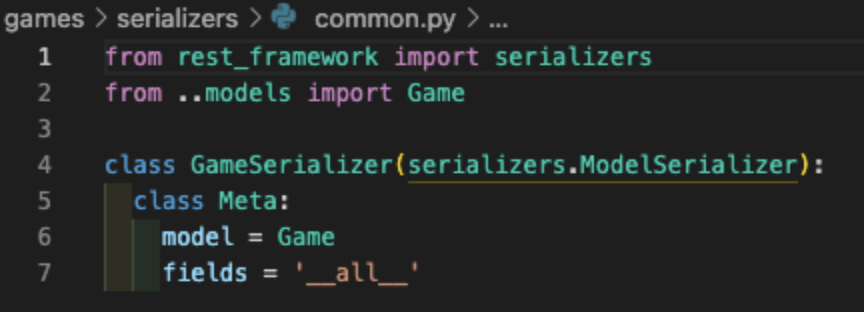 games > serializers > common.py > ...
1 from rest_framework import serializers
2 from ..models import Game
3
4 class GameSerializer(serializers.ModelSerializer):
5   class Meta:
6     model = Game
7     fields = '__all__'